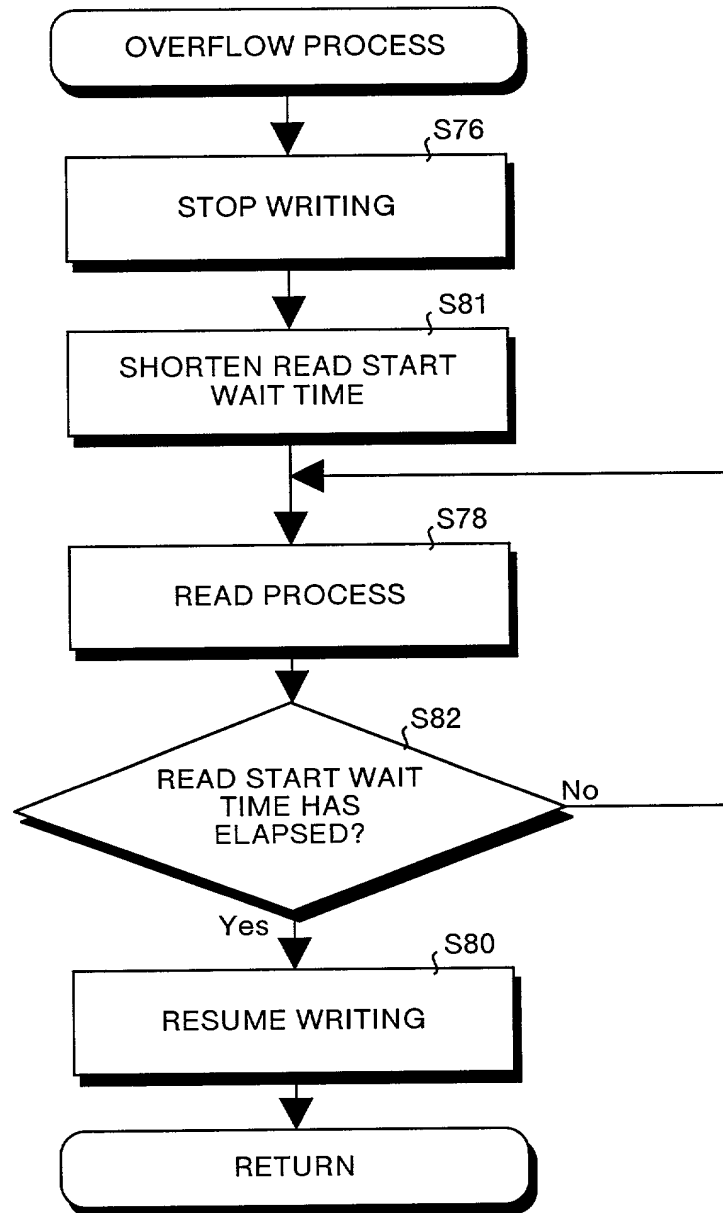 OVERFLOW PROCESS
S76
STOP WRITING
S81
SHORTEN READ START
WAIT TIME
S78
READ PROCESS
S82
READ START WAIT
TIME HAS
ELAPSED?
No
Yes
S80
RESUME WRITING
RETURN